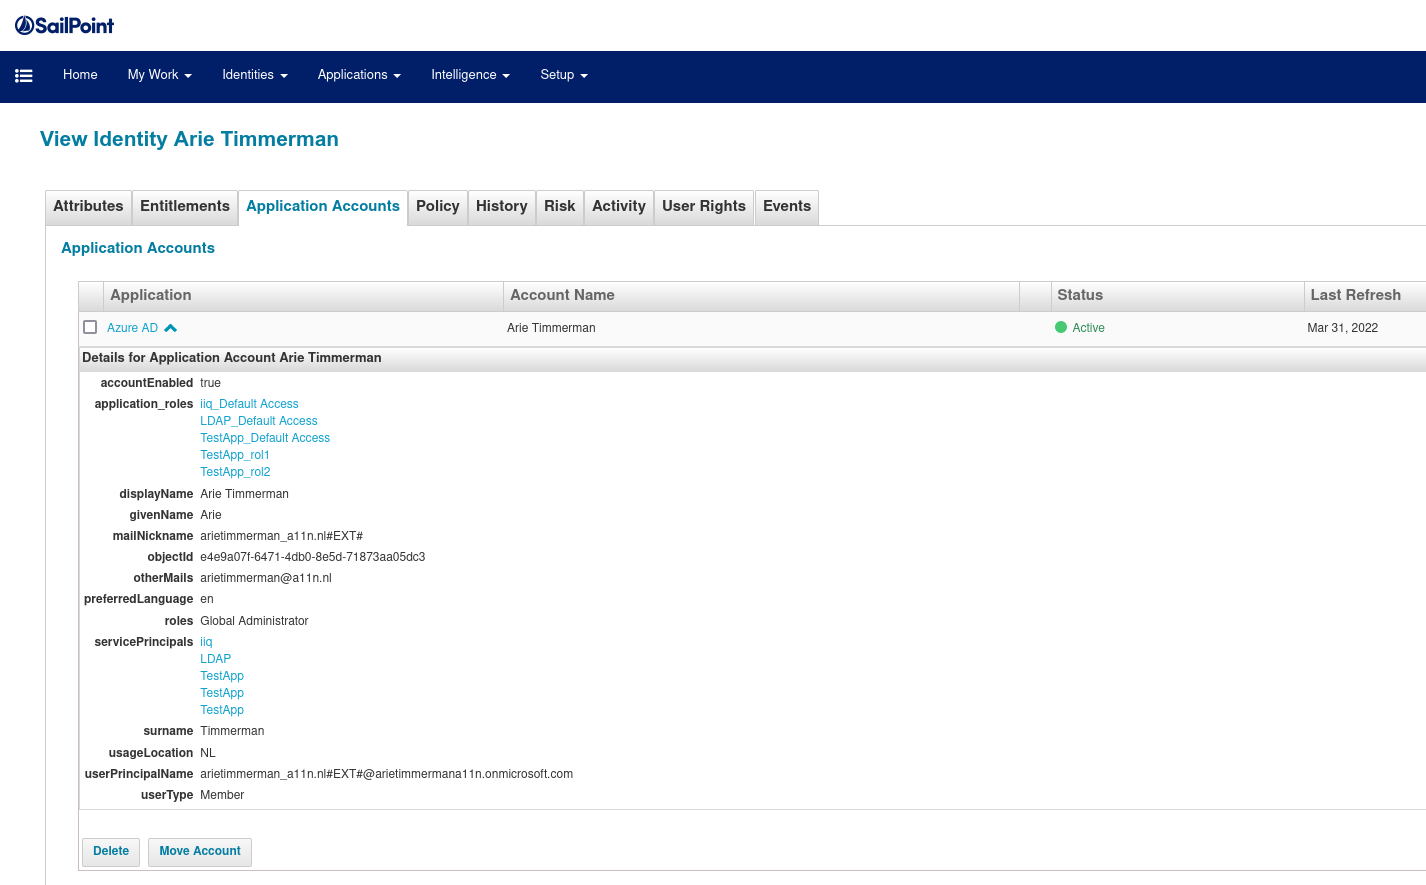 SailPoint
Home My Work Identities Applications Intelligence Setup
View Identity Arie Timmerman
Attributes Entitlements Application Accounts Policy History Risk Activity User Rights Events
Application Accounts
Application Account Name Status Last Refresh
Azure AD Arie Timmerman Active Mar 31, 2022
Details for Application Account Arie Timmerman
accountEnabled true
application_roles iiq_Default Access
LDAP_Default Access
TestApp_Default Access
TestApp_rol1
TestApp_rol2
displayName Arie Timmerman
givenName Arie
mailNickname arietimmerman_a11n.nl#EXT#
objectId e4e9a07f-6471-4db0-8e5d-71873aa05dc3
otherMails arietimmerman@a11n.nl
preferredLanguage en
roles Global Administrator
servicePrincipals iiq
LDAP
TestApp
TestApp
TestApp
surname Timmerman
usageLocation NL
userPrincipalName arietimmerman_a11n.nl#EXT#@arietimmermana11n.onmicrosoft.com
userType Member
Delete Move Account